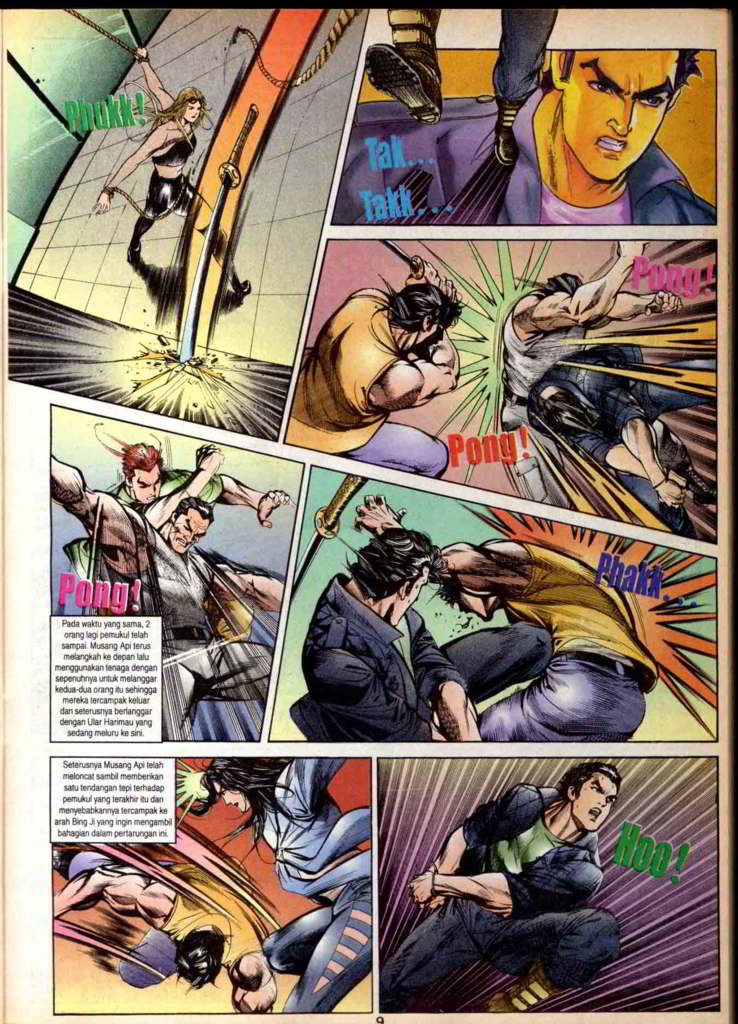 Phukk!
Tak...
Takk...
Pong!
Pong!
Pong!
Pada waktu yang sama, 2
orang lagi pemukul telah
sampai. Musang Api terus
melangkah ke depan lalu
menggunakan tenaga dengan
sepenuhnya untuk melanggar
kedua-dua orang itu sehingga
mereka tercampak keluar
dan seterusnya berlanggar
dengan Ular Harimau yang
sedang meluru ke sini.
Phakk...
Seterusnya Musang Api telah
meloncat sambil memberikan
satu tendangan tepi terhadap
pemukul yang terakhir itu dan
menyebabkannya tercampak ke
arah Bing Ji yang ingin mengambil
bahagian dalam pertarungan ini.
Hoo!
9